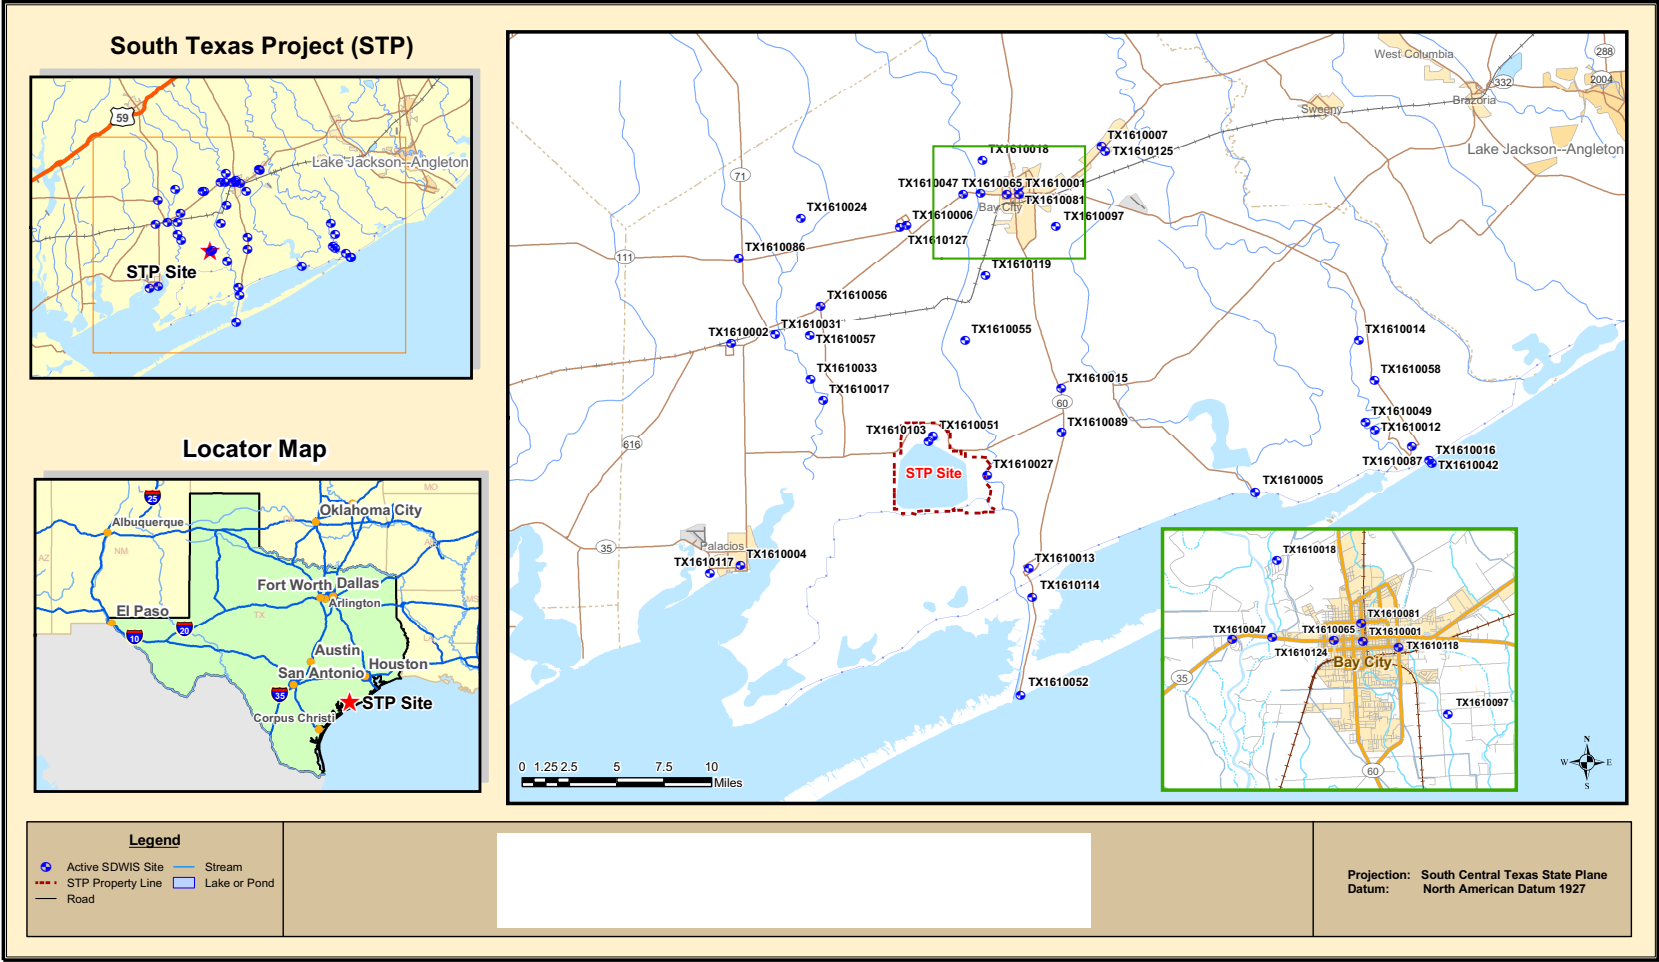 South Texas Project (STP)
59
Lake Jackson--Angleton
STP Site
Locator Map
25
MO
Oklahoma City
Albuquerque
AZ
NM
Fort Worth
Dallas
Arlington
TX
MS
El Paso
10
20
Austin
Houston
San Antonio
35
STP Site
Corpus Christi
West Columbia
288
2004
332
Brazoria
Sweeny
Lake Jackson--Angleton
TX1610007
TX1610125
TX1610018
71
TX1610047
TX1610065
TX1610001
TX1610081
Bay City
TX1610097
TX1610024
TX1610006
TX1610127
TX1610086
111
TX1610119
TX1610056
TX1610031
TX1610002
TX1610057
TX1610055
TX1610014
TX1610033
TX1610058
TX1610015
TX1610017
60
TX1610049
TX1610012
TX1610103
TX1610051
TX1610089
616
TX1610016
TX1610087
TX1610042
TX1610027
STP Site
TX1610005
35
Palacios
TX1610004
TX1610117
TX1610013
TX1610114
TX1610052
0 1.25 2.5 5 7.5 10
Miles
TX1610018
TX1610081
TX1610047
TX1610065
TX1610001
TX1610124
TX1610118
Bay City
35
TX1610097
60
N
W E
S
Legend
Active SDWIS Site
Stream
STP Property Line
Lake or Pond
Road
Projection: South Central Texas State Plane
Datum: North American Datum 1927